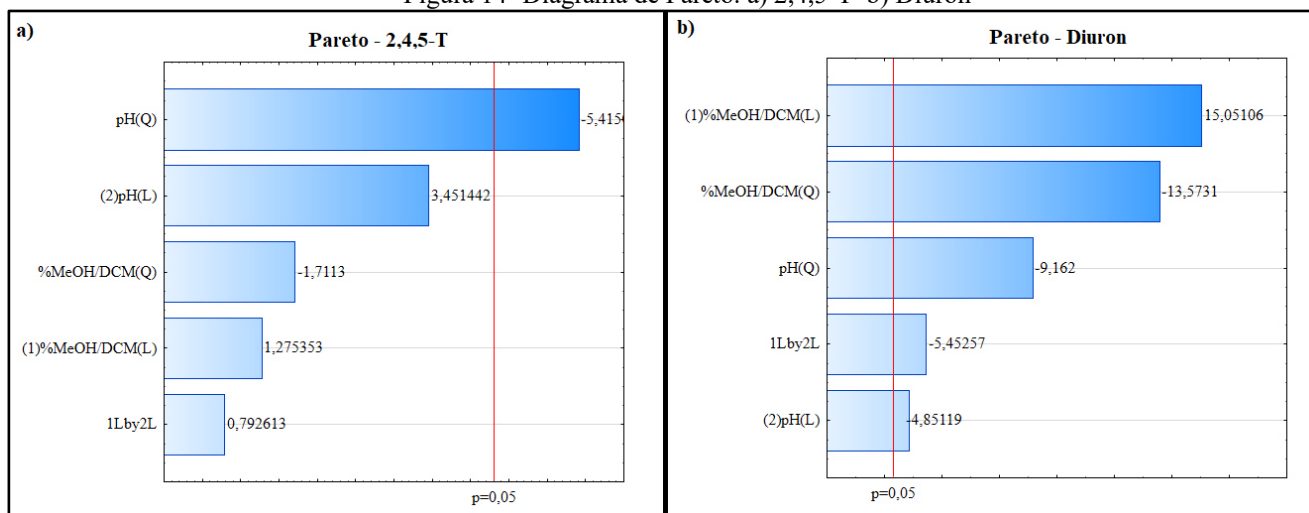 Figura 14- Diagrama de Pareto: a) 2,4,5-T b) Diuron
a)
Pareto - 2,4,5-T
pH(Q)
-5,4150
(2)pH(L)
3,451442
%MeOH/DCM(Q)
-1,7113
(1)%MeOH/DCM(L)
1,275353
1Lby2L
0,792613
p=0,05
b)
Pareto - Diuron
(1)%MeOH/DCM(L)
15,05106
%MeOH/DCM(Q)
-13,5731
pH(Q)
-9,162
1Lby2L
-5,45257
(2)pH(L)
-4,85119
p=0,05